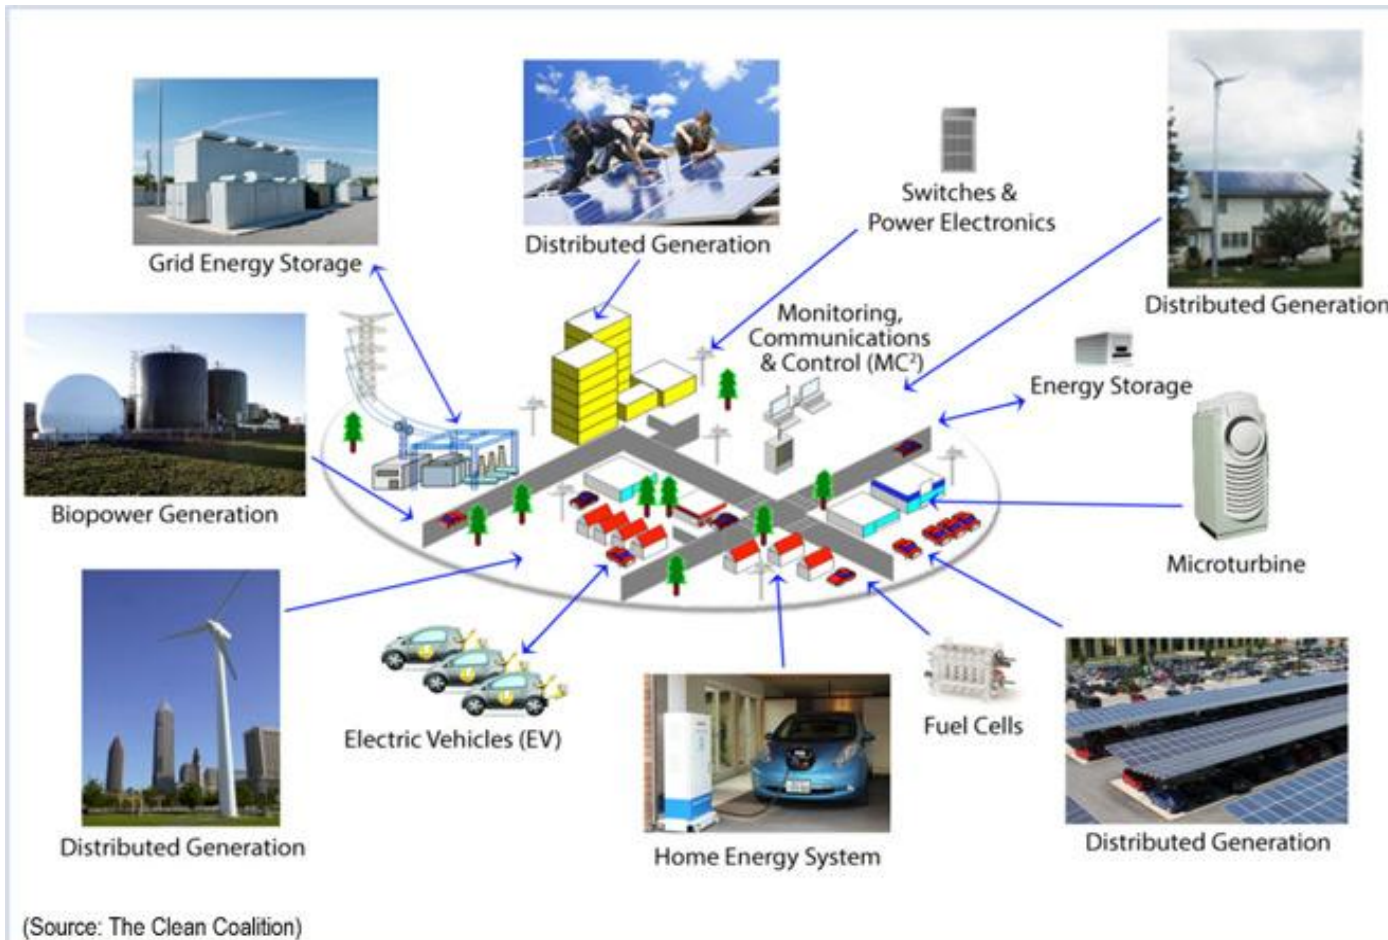 Grid Energy Storage
Distributed Generation
Switches &
Power Electronics
Distributed Generation
Monitoring,
Communications
& Control (MC²)
Energy Storage
Biopower Generation
Microturbine
Electric Vehicles (EV)
Fuel Cells
Distributed Generation
Home Energy System
Distributed Generation
(Source: The Clean Coalition)